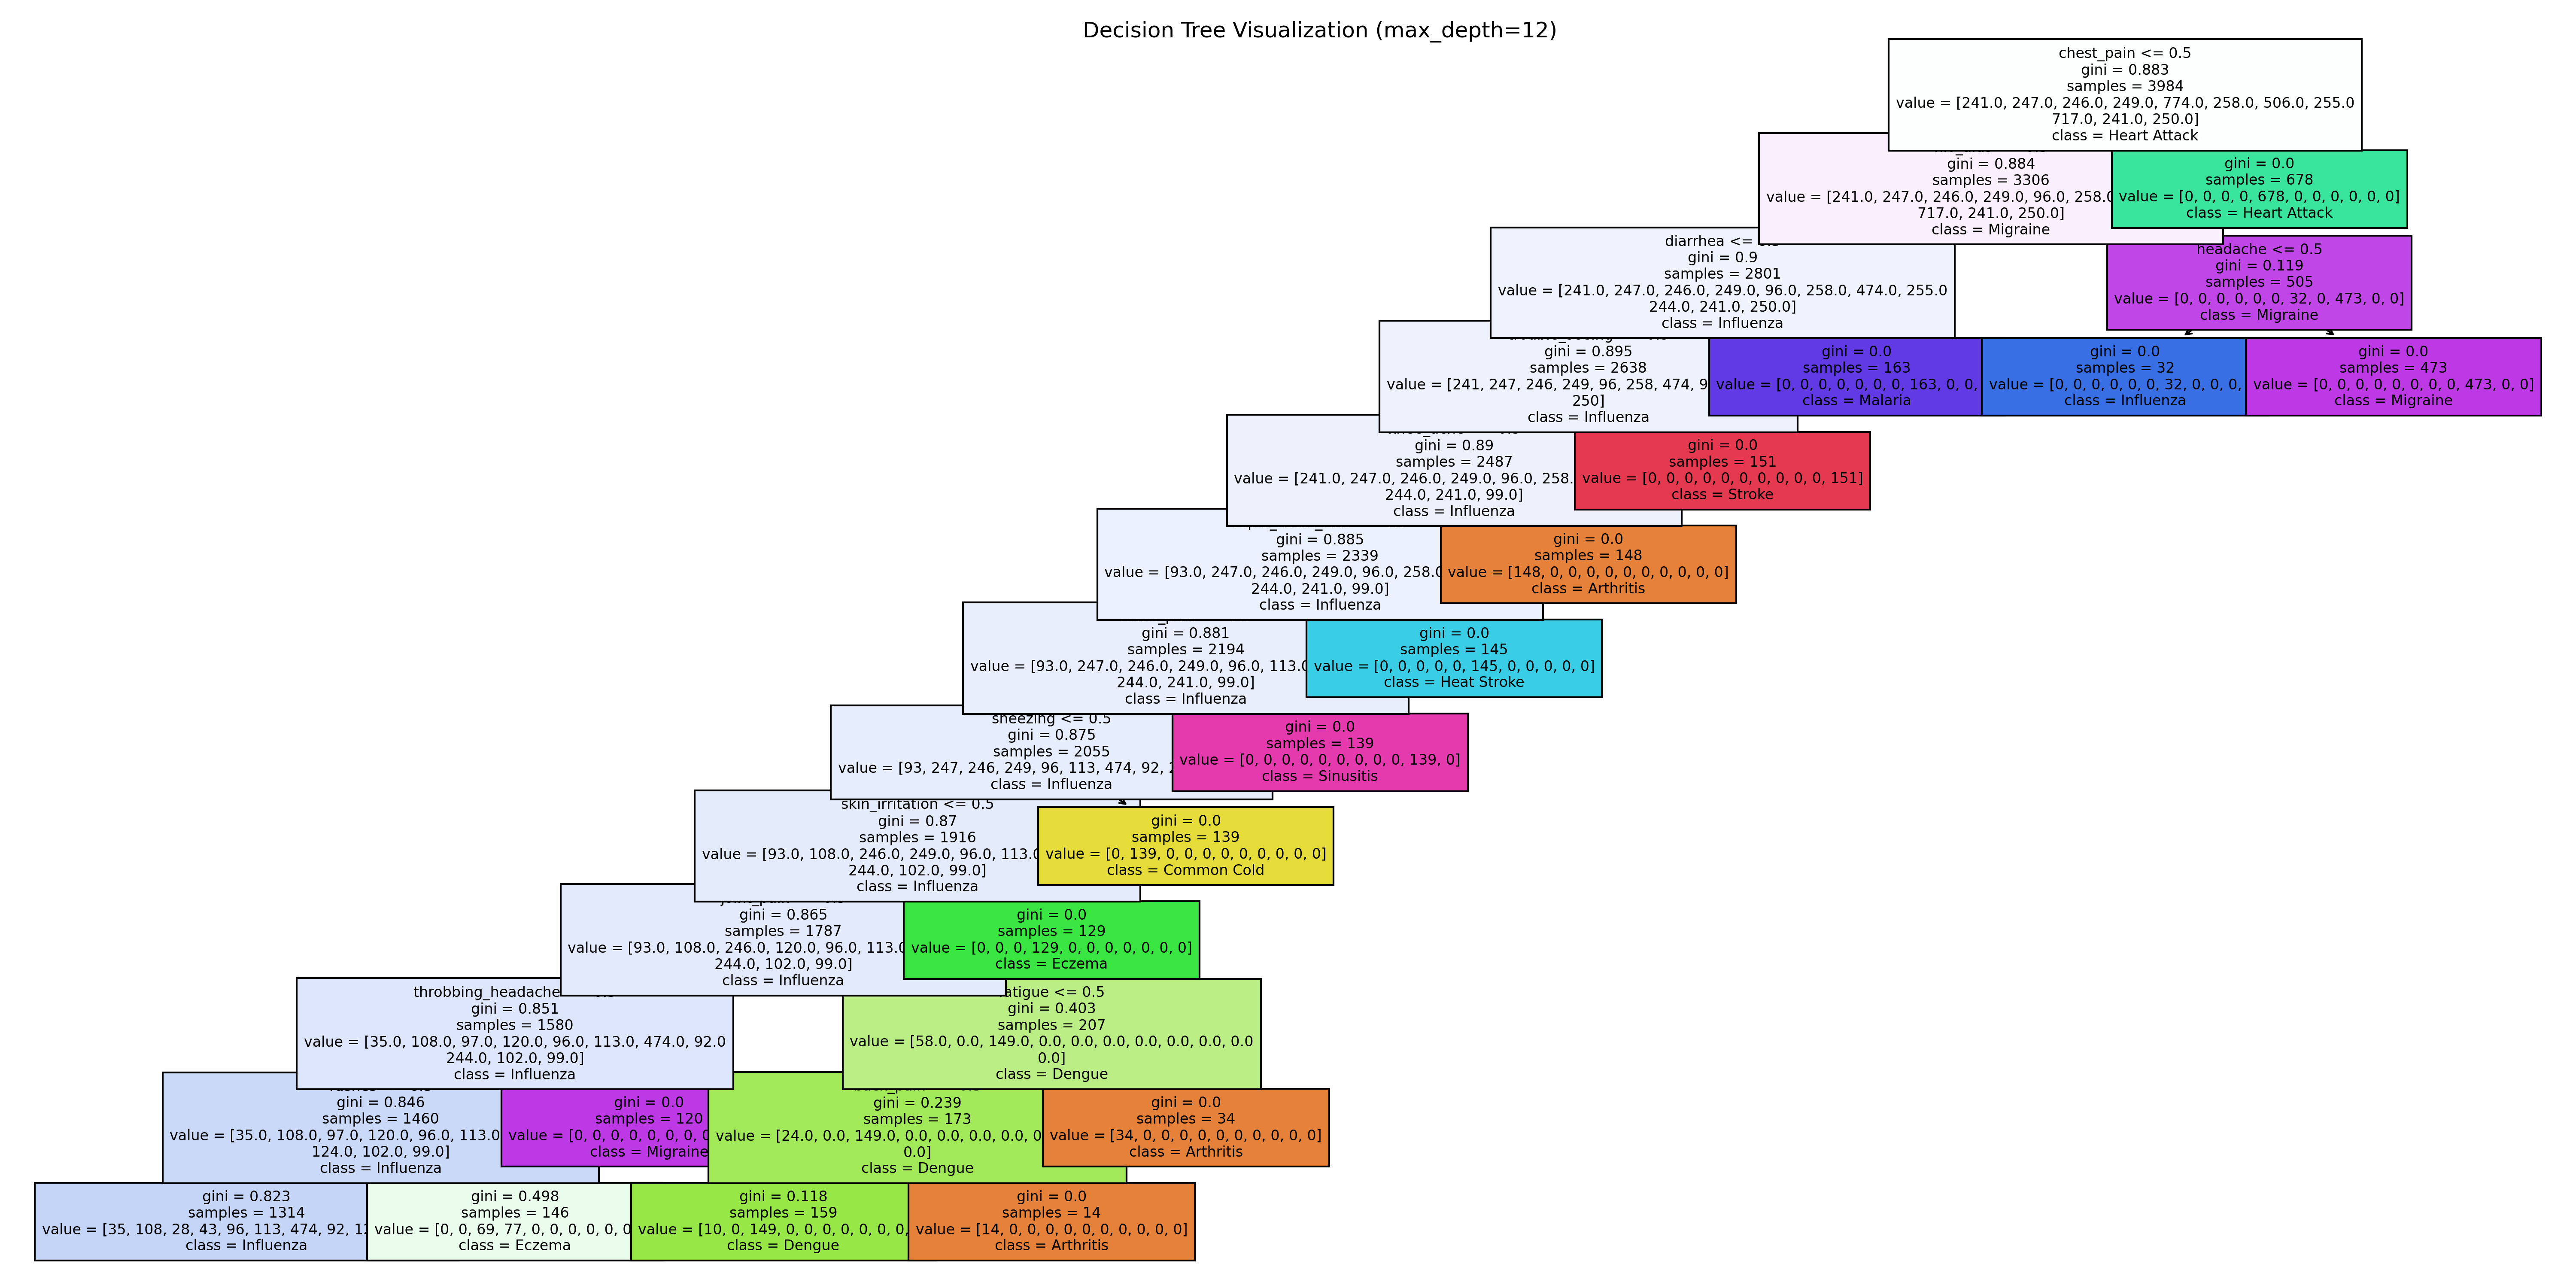 Decision Tree Visualization (max_depth=12)
chest_pain <= 0.5
gini = 0.883
samples = 3984
value = [241.0, 247.0, 246.0, 249.0, 774.0, 258.0, 506.0, 255.0
717.0, 241.0, 250.0]
class = Heart Attack
gini = 0.884
samples = 3306
value = [241.0, 247.0, 246.0, 249.0, 96.0, 258.0
717.0, 241.0, 250.0]
class = Migraine
gini = 0.0
samples = 678
value = [0, 0, 0, 0, 678, 0, 0, 0, 0, 0, 0]
class = Heart Attack
diarrhea <=
gini = 0.9
samples = 2801
value = [241.0, 247.0, 246.0, 249.0, 96.0, 258.0, 474.0, 255.0
244.0, 241.0, 250.0]
class = Influenza
headache <= 0.5
gini = 0.119
samples = 505
value = [0, 0, 0, 0, 0, 0, 32, 0, 473, 0, 0]
class = Migraine
gini = 0.895
samples = 2638
value = [241, 247, 246, 249, 96, 258, 474, 9
250]
class = Influenza
gini = 0.0
samples = 163
value = [0, 0, 0, 0, 0, 0, 0, 163, 0, 0,
class = Malaria
gini = 0.0
samples = 32
value = [0, 0, 0, 0, 0, 0, 32, 0, 0, 0,
class = Influenza
gini = 0.0
samples = 473
value = [0, 0, 0, 0, 0, 0, 0, 0, 473, 0, 0]
class = Migraine
gini = 0.89
samples = 2487
value = [241.0, 247.0, 246.0, 249.0, 96.0, 258.
244.0, 241.0, 99.0]
class = Influenza
gini = 0.0
samples = 151
value = [0, 0, 0, 0, 0, 0, 0, 0, 0, 0, 151]
class = Stroke
gini = 0.885
samples = 2339
value = [93.0, 247.0, 246.0, 249.0, 96.0, 258.0
244.0, 241.0, 99.0]
class = Influenza
gini = 0.0
samples = 148
value = [148, 0, 0, 0, 0, 0, 0, 0, 0, 0, 0]
class = Arthritis
gini = 0.881
samples = 2194
value = [93.0, 247.0, 246.0, 249.0, 96.0, 113.0
244.0, 241.0, 99.0]
class = Influenza
gini = 0.0
samples = 145
value = [0, 0, 0, 0, 0, 145, 0, 0, 0, 0, 0]
class = Heat Stroke
sneezing <= 0.5
gini = 0.875
samples = 2055
value = [93, 247, 246, 249, 96, 113, 474, 92,
class = Influenza
gini = 0.0
samples = 139
value = [0, 0, 0, 0, 0, 0, 0, 0, 0, 139, 0]
class = Sinusitis
skin_irritation <= 0.5
gini = 0.87
samples = 1916
value = [93.0, 108.0, 246.0, 249.0, 96.0, 113.0
244.0, 102.0, 99.0]
class = Influenza
gini = 0.0
samples = 139
value = [0, 139, 0, 0, 0, 0, 0, 0, 0, 0, 0]
class = Common Cold
gini = 0.865
samples = 1787
value = [93.0, 108.0, 246.0, 120.0, 96.0, 113.0
244.0, 102.0, 99.0]
class = Influenza
gini = 0.0
samples = 129
value = [0, 0, 0, 129, 0, 0, 0, 0, 0, 0, 0]
class = Eczema
throbbing_headache
gini = 0.851
samples = 1580
value = [35.0, 108.0, 97.0, 120.0, 96.0, 113.0, 474.0, 92.0
244.0, 102.0, 99.0]
class = Influenza
atigue <= 0.5
gini = 0.403
samples = 207
value = [58.0, 0.0, 149.0, 0.0, 0.0, 0.0, 0.0, 0.0, 0.0, 0.0
0.0]
class = Dengue
gini = 0.846
samples = 1460
value = [35.0, 108.0, 97.0, 120.0, 96.0, 113.0
124.0, 102.0, 99.0]
class = Influenza
gini = 0.0
samples = 120
value = [0, 0, 0, 0, 0, 0, 0, 0
class = Migraine
gini = 0.239
samples = 173
value = [24.0, 0.0, 149.0, 0.0, 0.0, 0.0, 0.0, 0
0.0]
class = Dengue
gini = 0.0
samples = 34
value = [34, 0, 0, 0, 0, 0, 0, 0, 0, 0, 0]
class = Arthritis
gini = 0.823
samples = 1314
value = [35, 108, 28, 43, 96, 113, 474, 92, 12
class = Influenza
gini = 0.498
samples = 146
value = [0, 0, 69, 77, 0, 0, 0, 0, 0, 0
class = Eczema
gini = 0.118
samples = 159
value = [10, 0, 149, 0, 0, 0, 0, 0, 0, 0,
class = Dengue
gini = 0.0
samples = 14
value = [14, 0, 0, 0, 0, 0, 0, 0, 0, 0, 0]
class = Arthritis